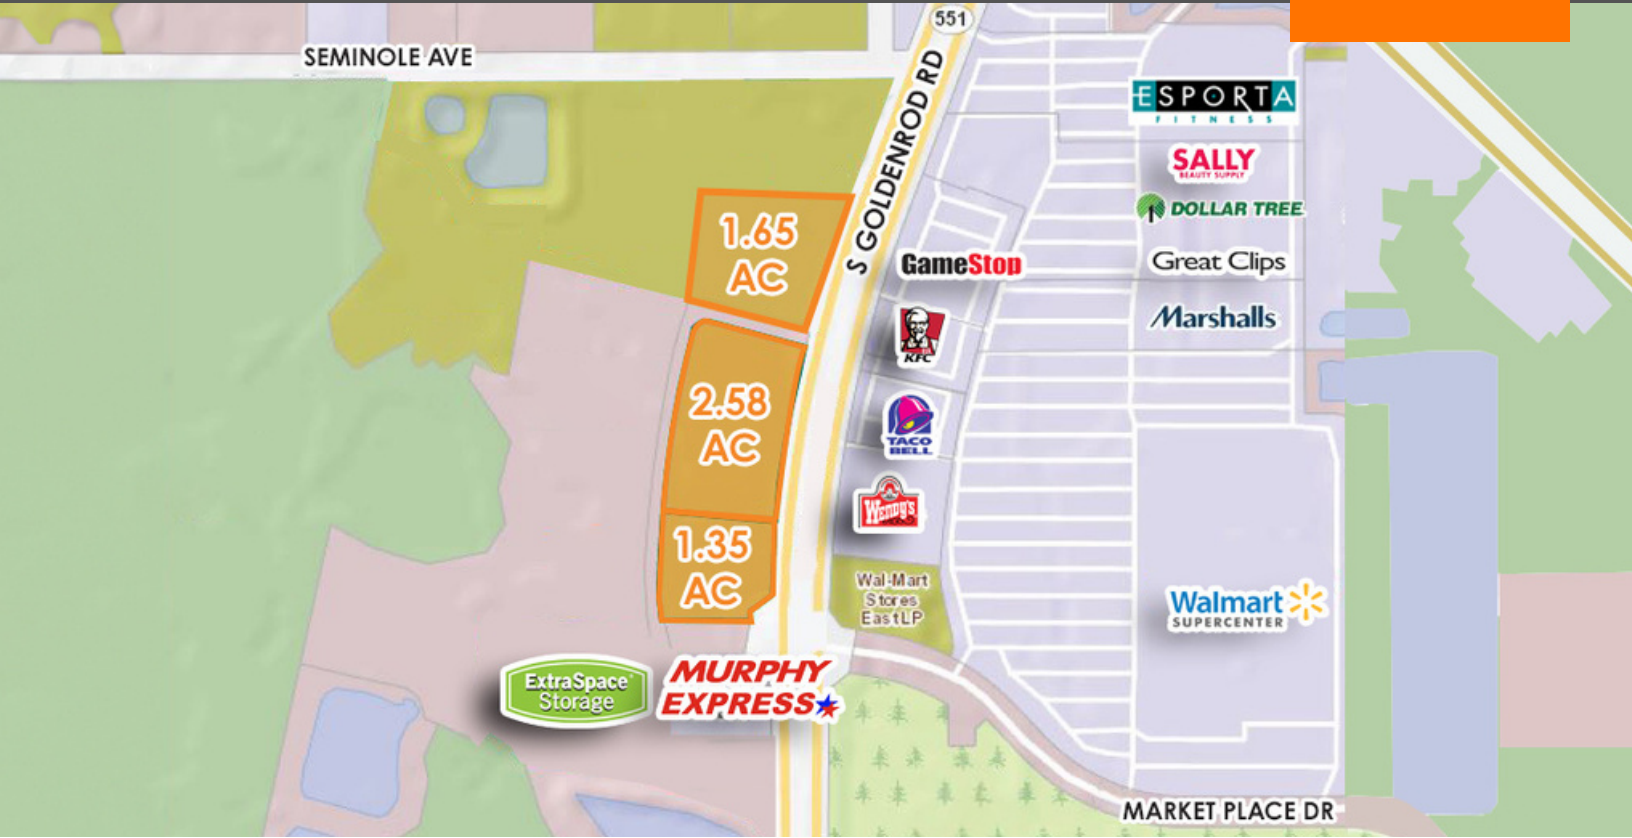 551
SEMINOLE AVE
S GOLDENROD RD
ESPORTA
FITNESS
SALLY
BEAUTY SUPPLY
DOLLAR TREE
1.65
AC
GameStop
Great Clips
Marshalls
KFC
2.58
AC
TACO
BELL
Wendy's
1.35
AC
Wal-Mart
Stores
East LP
Walmart
SUPERCENTER
ExtraSpace
Storage
MURPHY
EXPRESS
MARKET PLACE DR